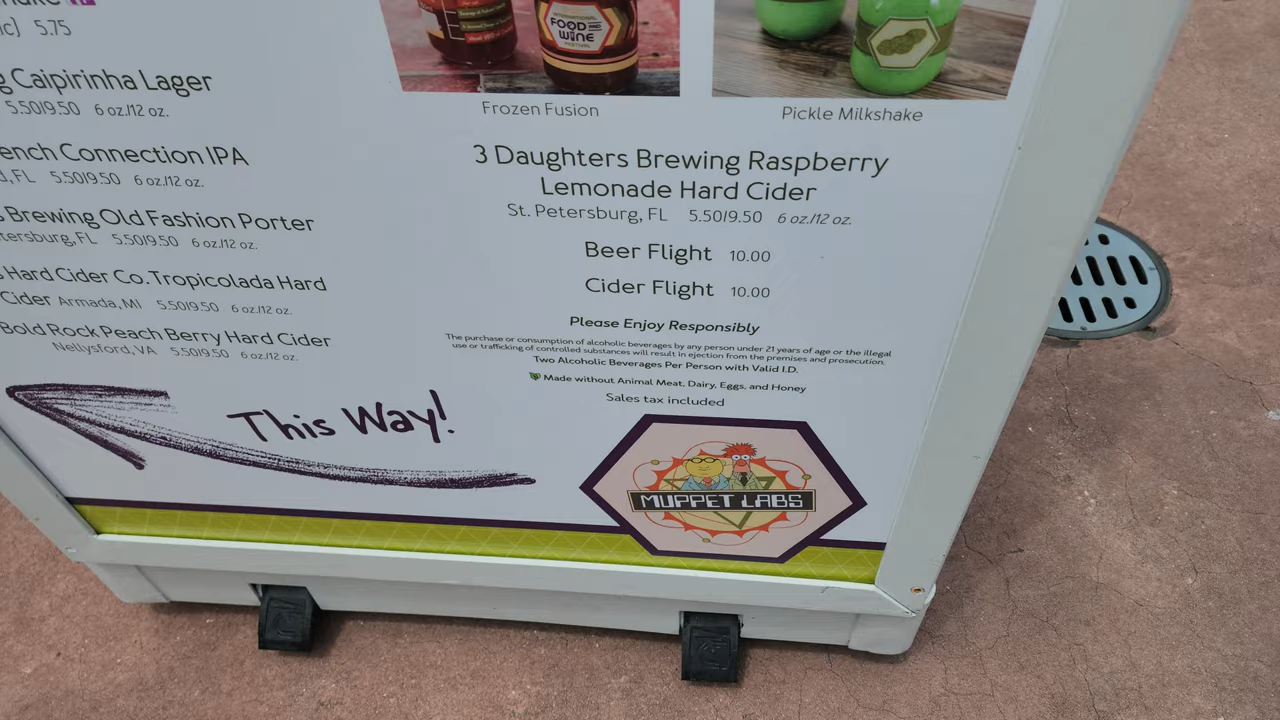 5.75
Caipirinha Lager
5.50/9.50 6 oz./12 oz.
Connection IPA
FL 5.50/9.50 6 oz./12 oz.
Brewing Old Fashion Porter
FL 5.50/9.50 6 oz./12 oz.
Hard Cider Co. Tropicolada Hard
Cider Armada, MI 5.50/9.50 6 oz./12 oz.
Bold Rock Peach Berry Hard Cider
Nellysford, VA 5.50/9.50 6 oz./12 oz.
This Way!
INTERNATIONAL
FOOD AND
WINE
FESTIVAL
Frozen Fusion
Pickle Milkshake
3 Daughters Brewing Raspberry
Lemonade Hard Cider
St. Petersburg, FL 5.50/9.50 6 oz./12 oz.
Beer Flight 10.00
Cider Flight 10.00
Please Enjoy Responsibly
The purchase or consumption of alcoholic beverages by any person under 21 years of age or the illegal
use or trafficking of controlled substances will result in ejection from the premises and prosecution.
Two Alcoholic Beverages Per Person with Valid I.D.
Made without Animal Meat, Dairy, Eggs, and Honey
Sales tax included
MUPPET LABS